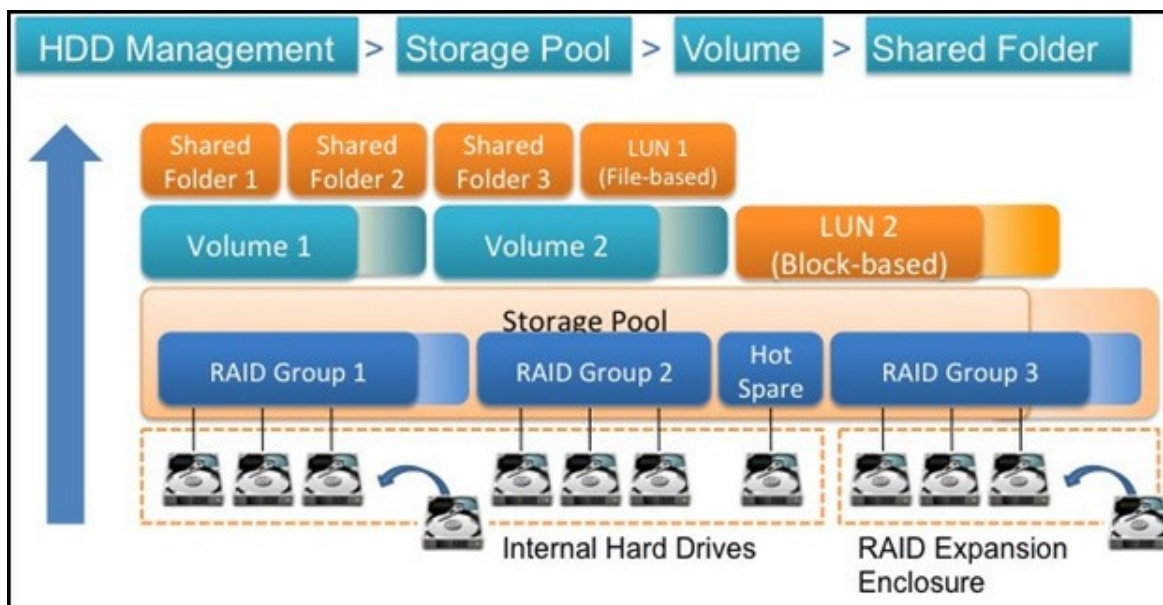 HDD Management > Storage Pool > Volume > Shared Folder
Shared Folder 1
Shared Folder 2
Shared Folder 3
LUN 1
(File-based)
Volume 1
Volume 2
LUN 2
(Block-based)
Storage Pool
RAID Group 1
RAID Group 2
Hot
Spare
RAID Group 3
Internal Hard Drives
RAID Expansion
Enclosure